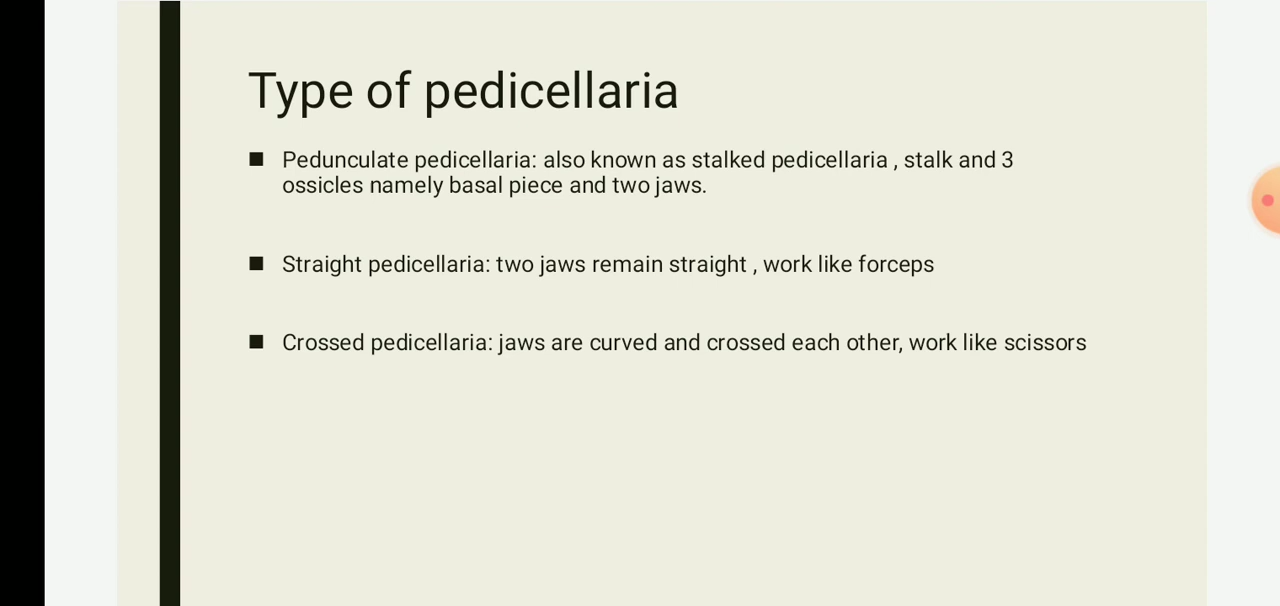 Type of pedicellaria
■ Pedunculate pedicellaria: also known as stalked pedicellaria , stalk and 3
ossicles namely basal piece and two jaws.
■ Straight pedicellaria: two jaws remain straight , work like forceps
■ Crossed pedicellaria: jaws are curved and crossed each other, work like scissors